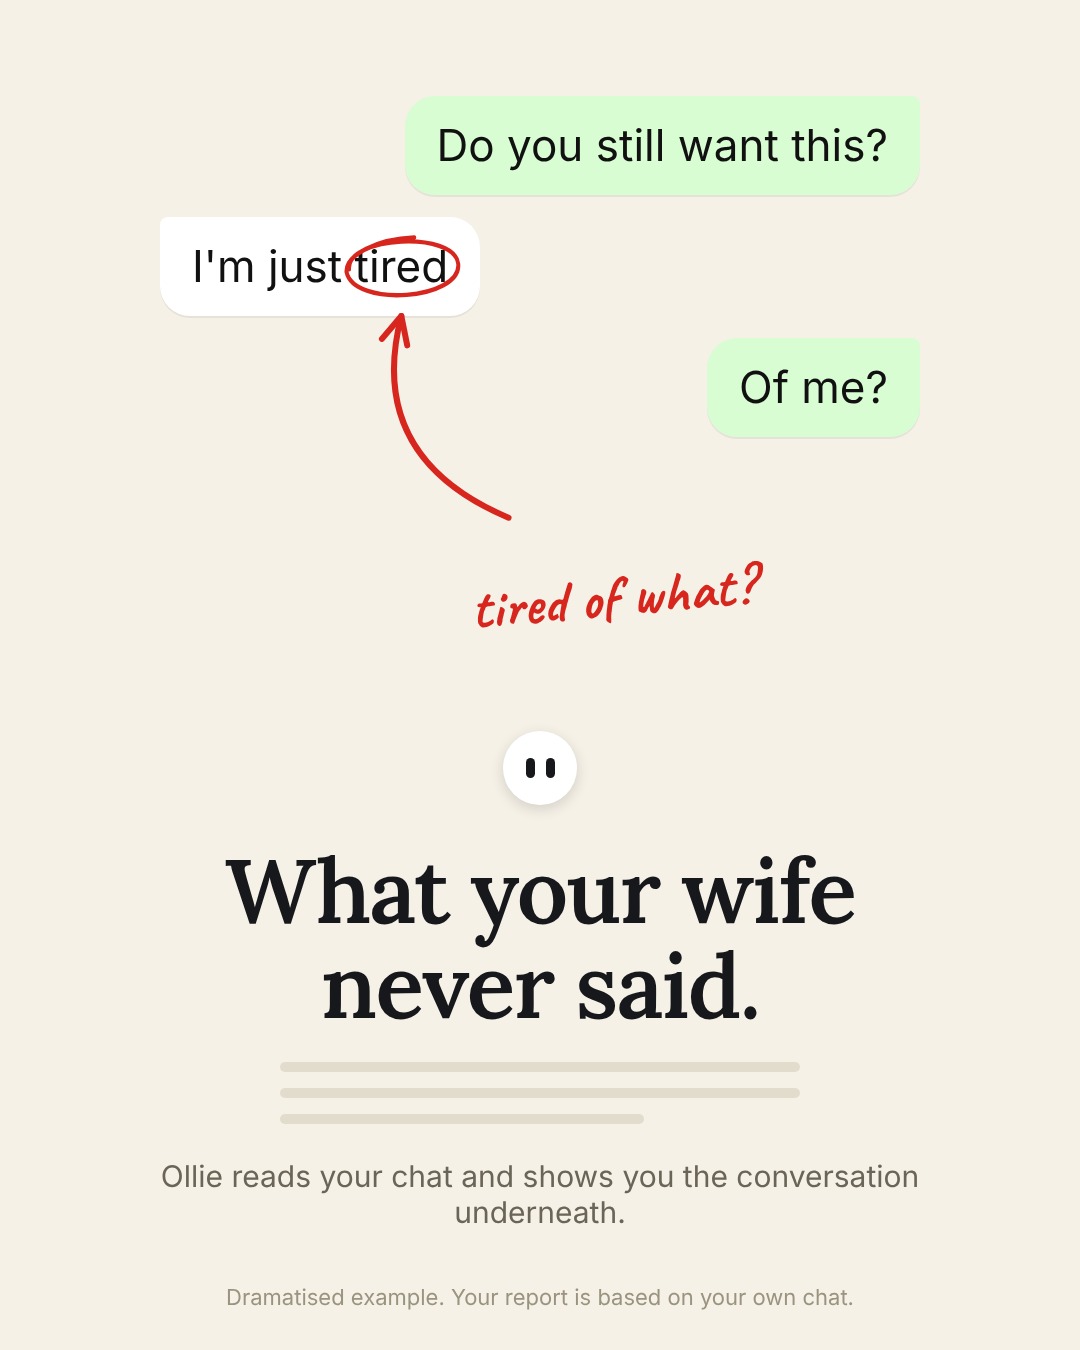 Do you still want this?
I'm just tired
Of me?
tired of what?
What your wife
never said.
Ollie reads your chat and shows you the conversation
underneath.
Dramatised example. Your report is based on your own chat.